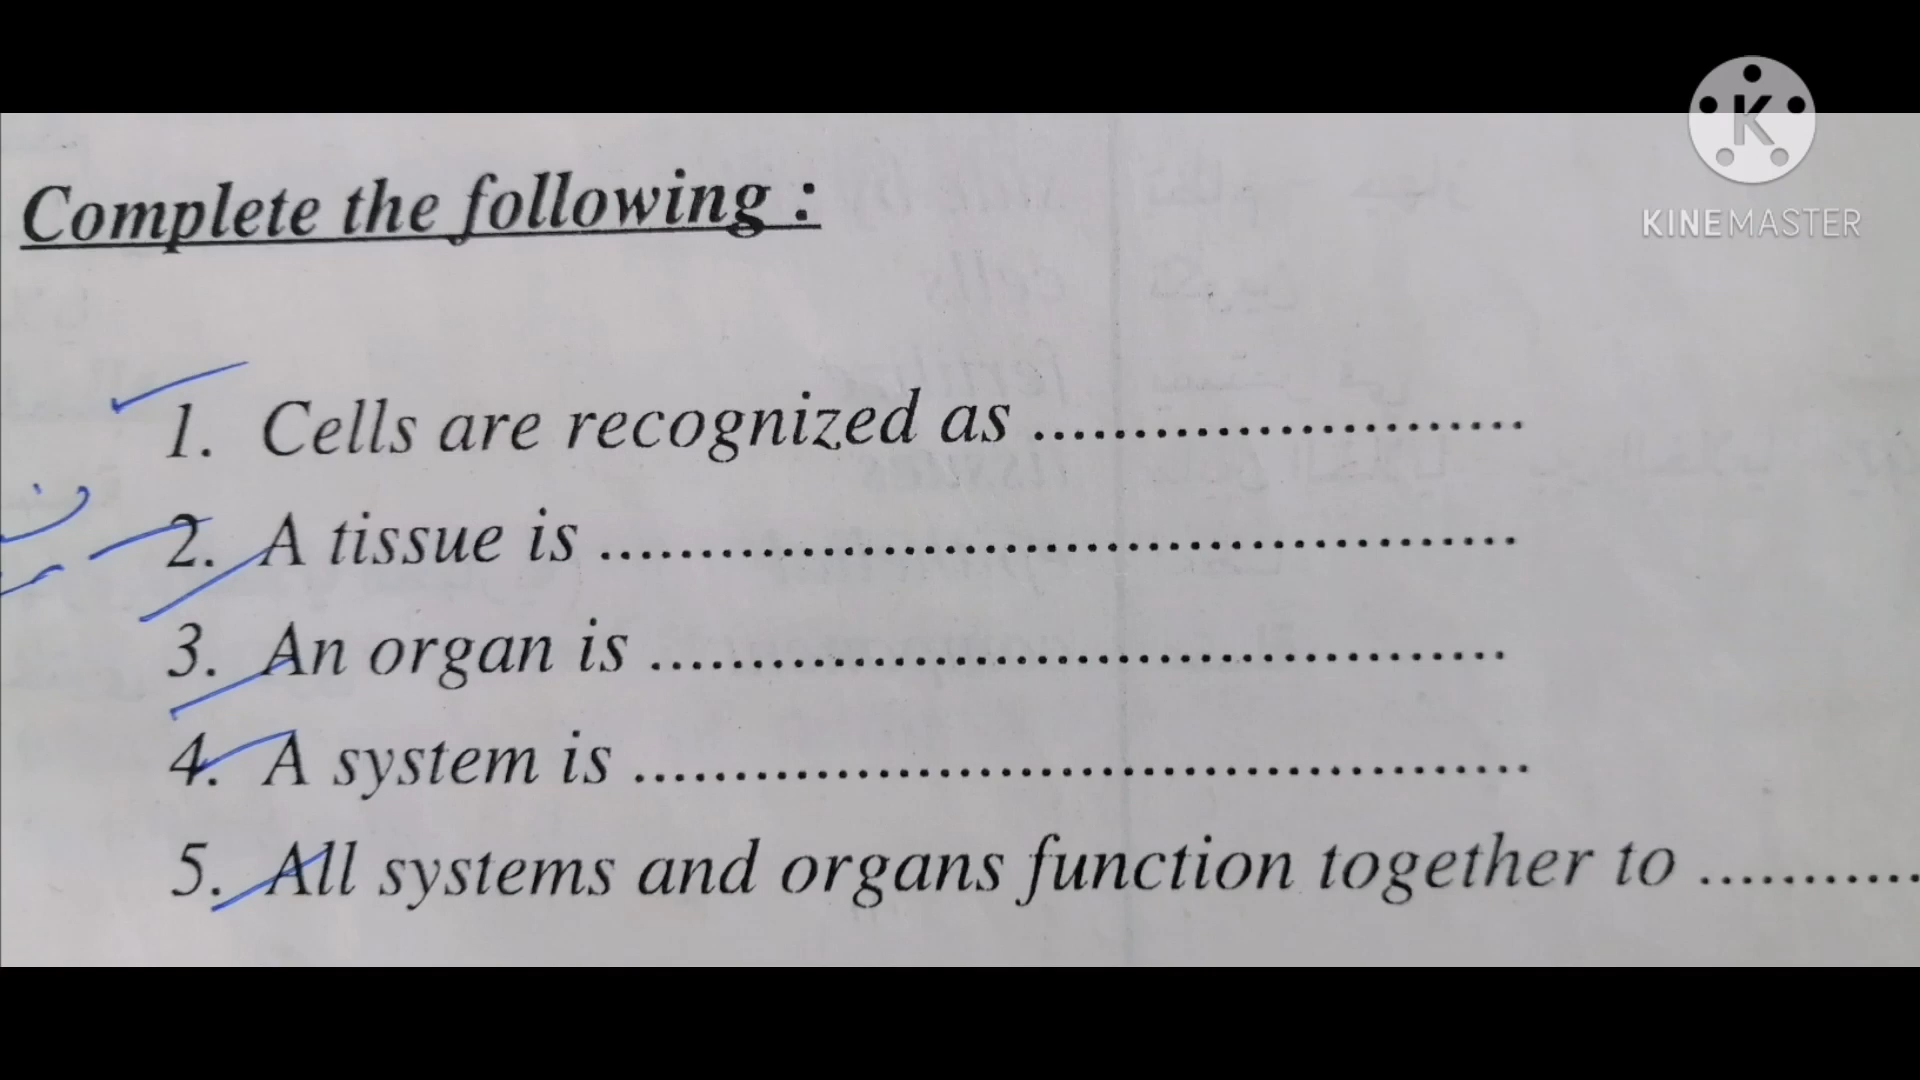 K
KINEMASTER
Complete the following :
1. Cells are recognized as ..............................
2. A tissue is ..................................................
3. An organ is ..................................................
4. A system is ..................................................
5. All systems and organs function together to ...........